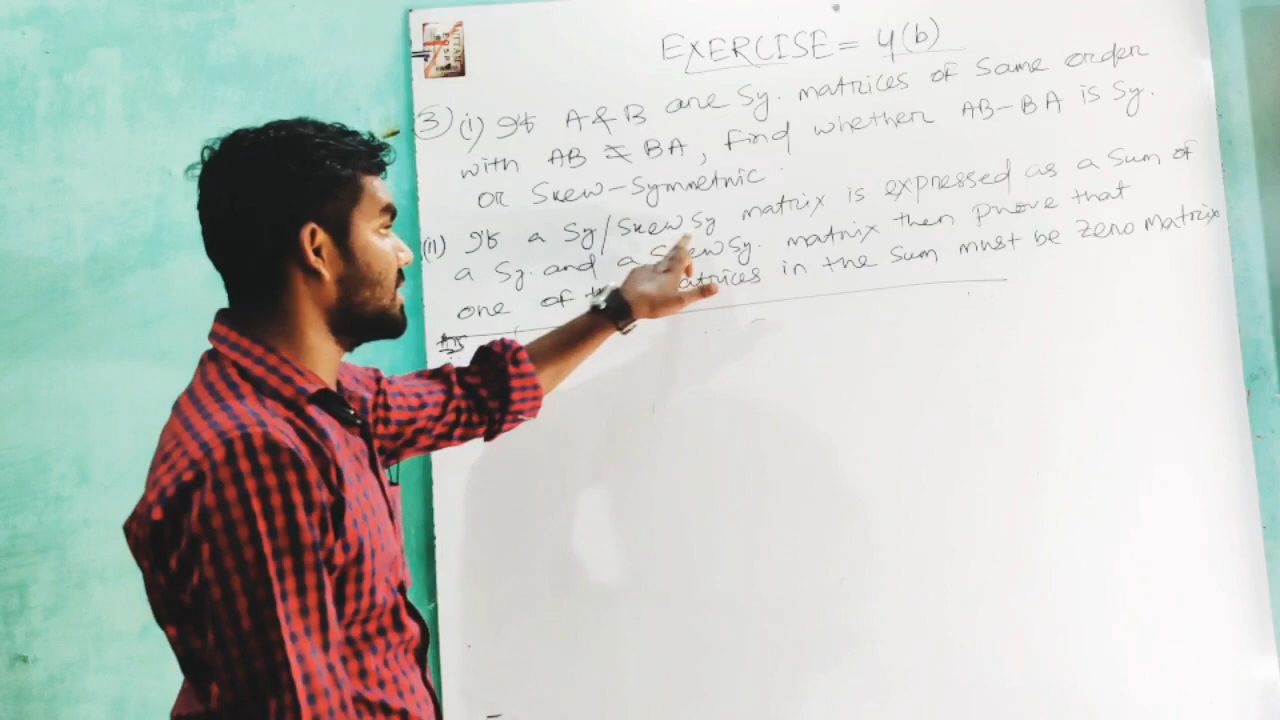 EXERCISE = 4(b)
3) (i) If A & B are Sy. matrices of Same order
with AB ≠ BA, find whether AB-BA is Sy.
or Skew-Symmetric.
(ii) If a Sy/Skew Sy matrix is expressed as a Sum of
a Sy. and a Skew Sy. matrix then prove that
one of matrices in the Sum must be Zero Matrix
Ans